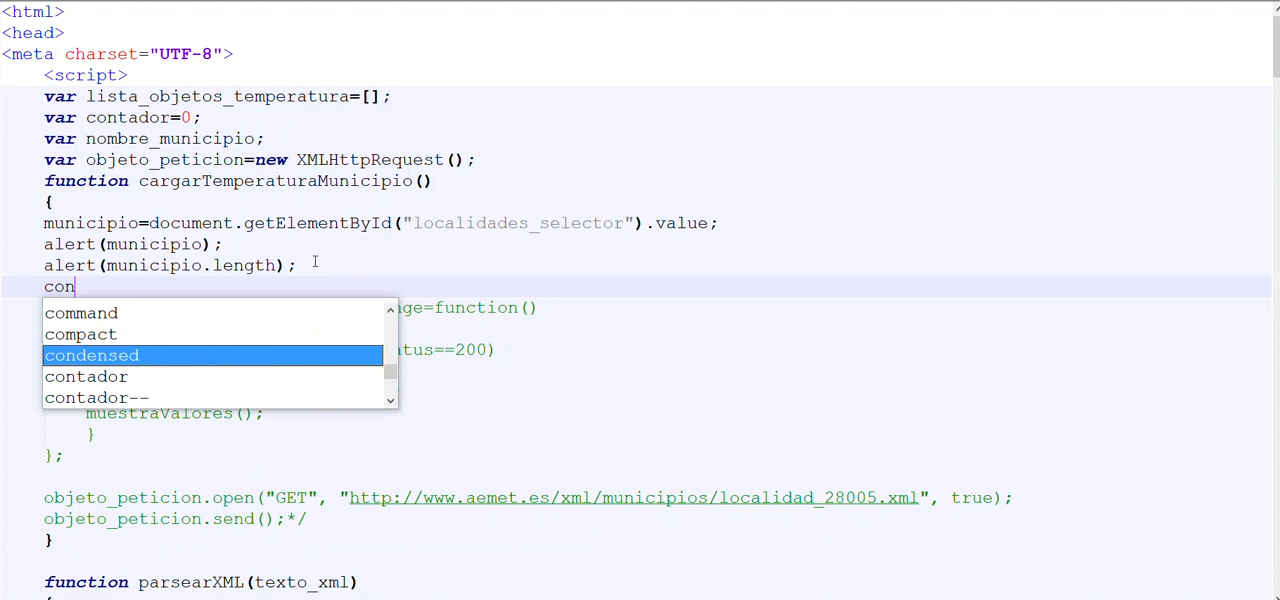 <html>
<head>
<meta charset="UTF-8">
<script>
var lista_objetos_temperatura=[];
var contador=0;
var nombre_municipio;
var objeto_peticion=new XMLHttpRequest();
function cargarTemperaturaMunicipio()
{
municipio=document.getElementById("localidades_selector").value;
alert(municipio);
alert(municipio.length);
con
nge=function()
command
compact
atus==200)
condensed
contador
contador--
muestraValores();
}
};
objeto_peticion.open("GET", "http://www.aemet.es/xml/municipios/localidad_28005.xml", true);
objeto_peticion.send();*/
}
function parsearXML(texto_xml)